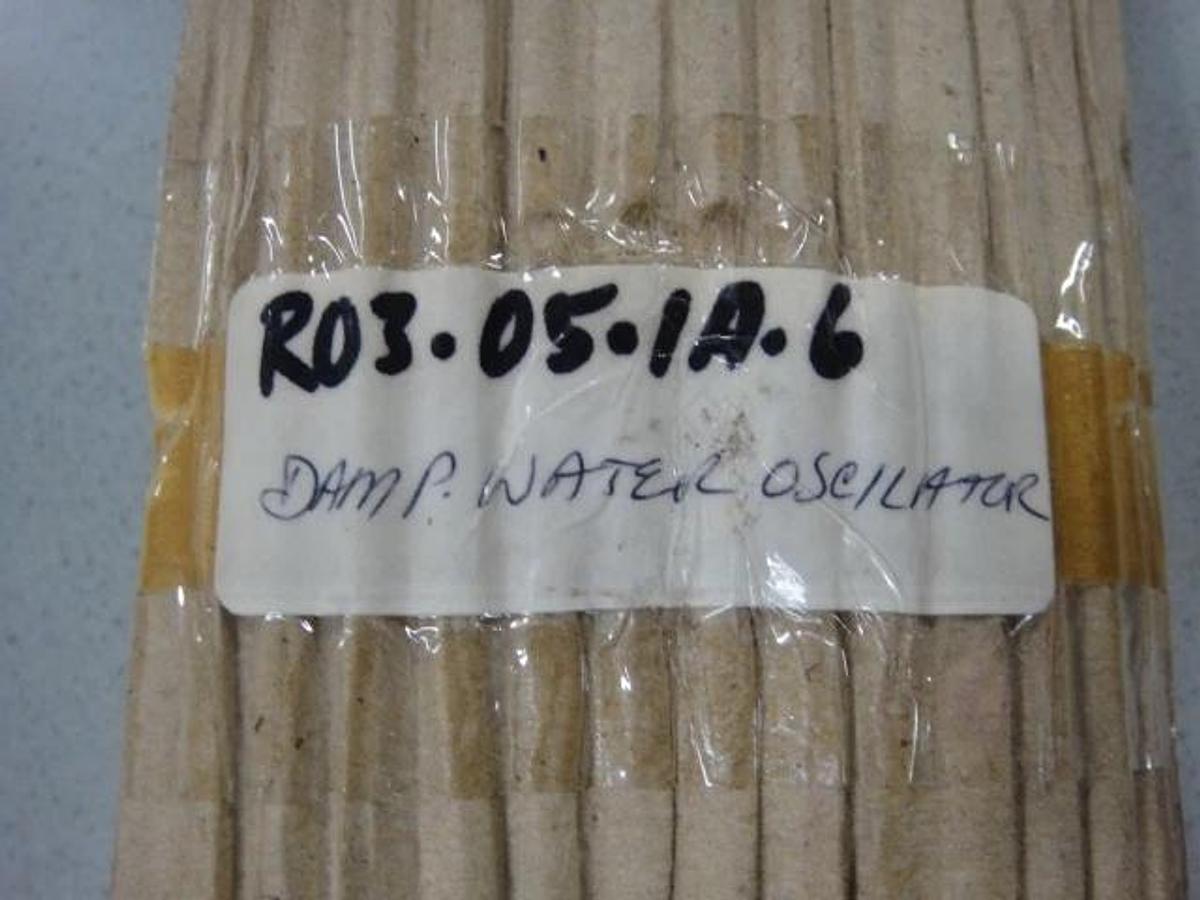 R03.05.1A.6
DAMP. WATER OSCILATOR